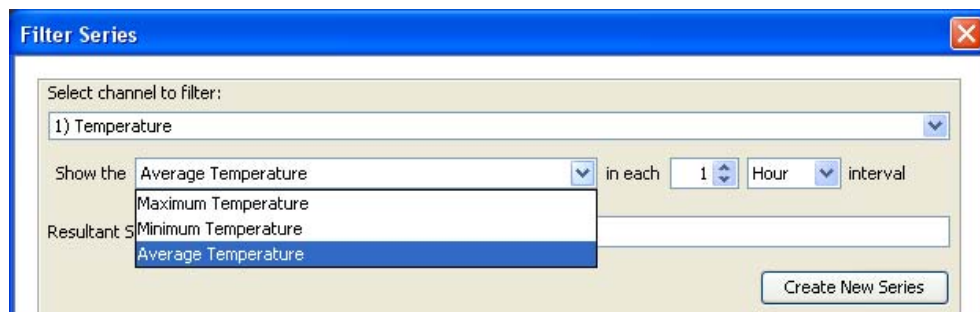 Filter Series
Select channel to filter:
1) Temperature
Show the Average Temperature in each 1 Hour interval
Maximum Temperature
Resultant S Minimum Temperature
Average Temperature
Create New Series